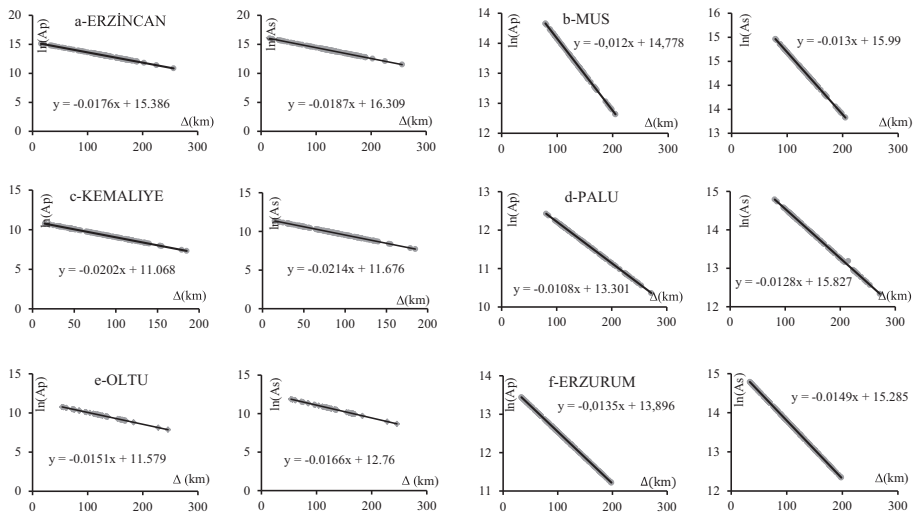 a-ERZİNCAN
ln(Ap)
20
15
10
5
0
y = -0.0176x + 15.386
Δ(km)
0 100 200 300
ln(As)
20
15
10
5
0
y = -0.0187x + 16.309
Δ(km)
0 100 200 300
b-MUS
ln(Ap)
14
14
13
13
12
y = -0,012x + 14,778
Δ(km)
0 100 200 300
ln(As)
16
15
15
14
14
13
y = -0.013x + 15.99
Δ(km)
0 100 200 300
c-KEMALIYE
ln(Ap)
15
10
5
0
y = -0.0202x + 11.068
Δ(km)
0 50 100 150 200
ln(As)
15
10
5
0
y = -0.0214x + 11.676
Δ(km)
0 50 100 150 200
d-PALU
ln(Ap)
13
12
11
10
y = -0.0108x + 13.301
Δ(km)
0 100 200 300
ln(As)
15
14
13
12
y = -0.0128x + 15.827
Δ(km)
0 100 200 300
e-OLTU
ln(Ap)
15
10
5
0
y = -0.0151x + 11.579
Δ (km)
0 100 200 300
ln(As)
15
10
5
0
y = -0.0166x + 12.76
Δ (km)
0 100 200 300
f-ERZURUM
ln(Ap)
14
13
12
11
y = -0,0135x + 13,896
Δ(km)
0 100 200 300
ln(As)
15
14
13
12
y = -0.0149x + 15.285
Δ(km)
0 100 200 300